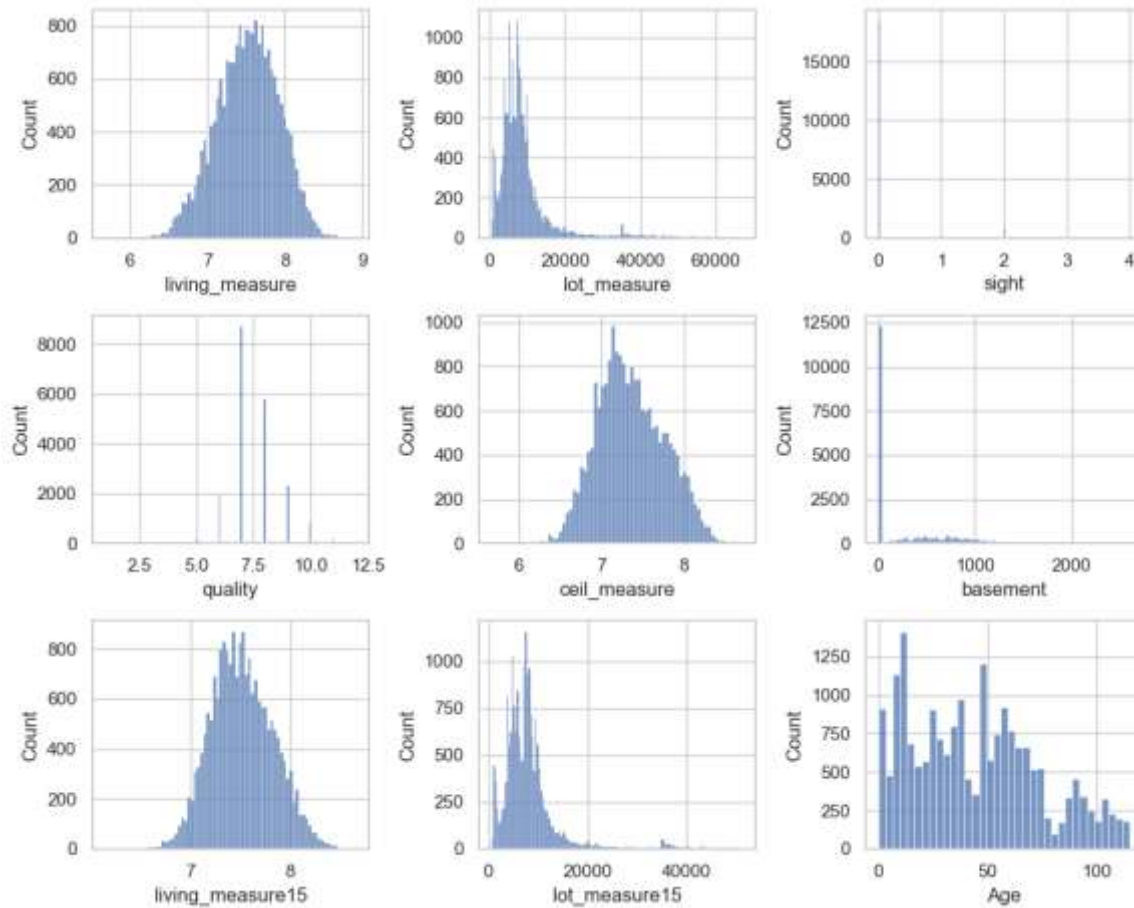 800
600
400
200
0
Count
6 7 8 9
living_measure
1000
800
600
400
200
0
Count
0 20000 40000 60000
lot_measure
15000
10000
5000
0
Count
0 1 2 3 4
sight
8000
6000
4000
2000
0
Count
2.5 5.0 7.5 10.0 12.5
quality
1000
800
600
400
200
0
Count
6 7 8
ceil_measure
12500
10000
7500
5000
2500
0
Count
0 1000 2000
basement
800
600
400
200
0
Count
7 8
living_measure15
1000
750
500
250
0
Count
0 20000 40000
lot_measure15
1250
1000
750
500
250
0
Count
0 50 100
Age